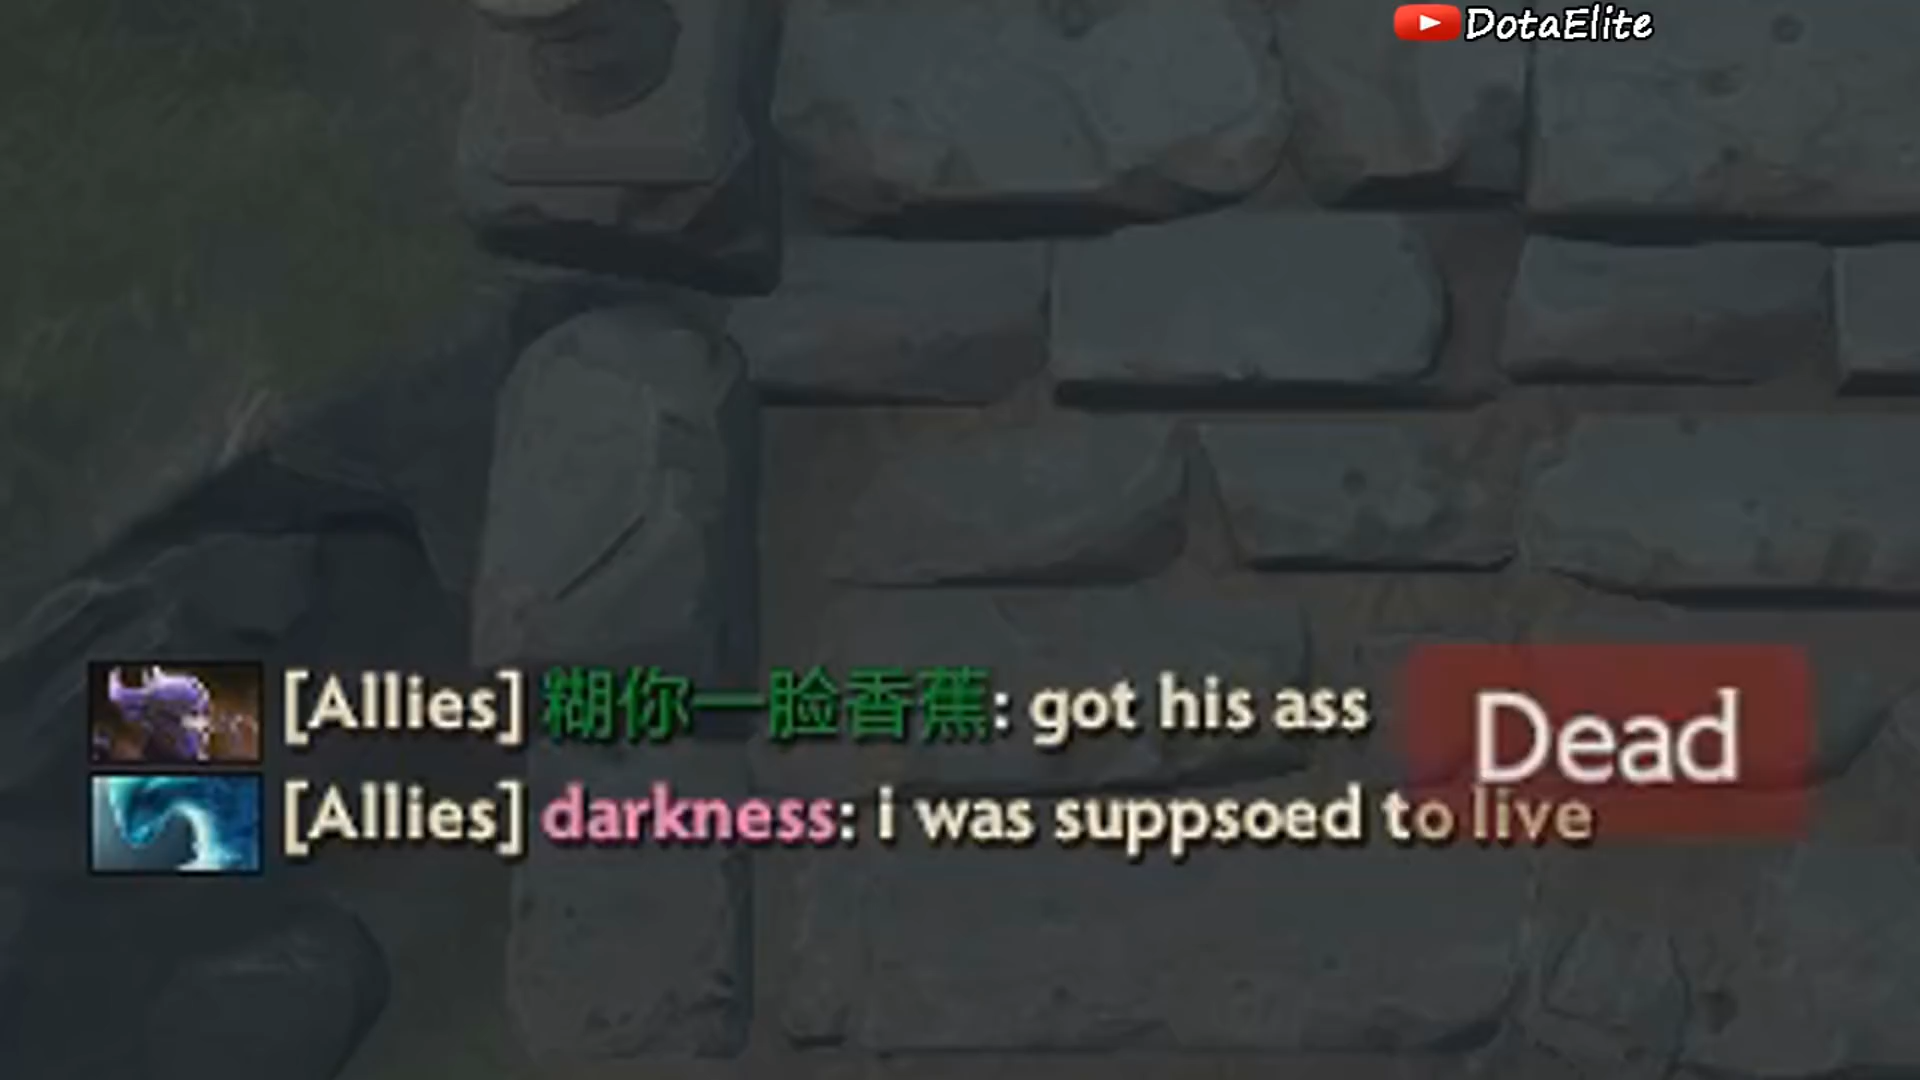 DotaElite
[Allies] 糊你一脸香蕉: got his ass
Dead
[Allies] darkness: i was suppsoed to live